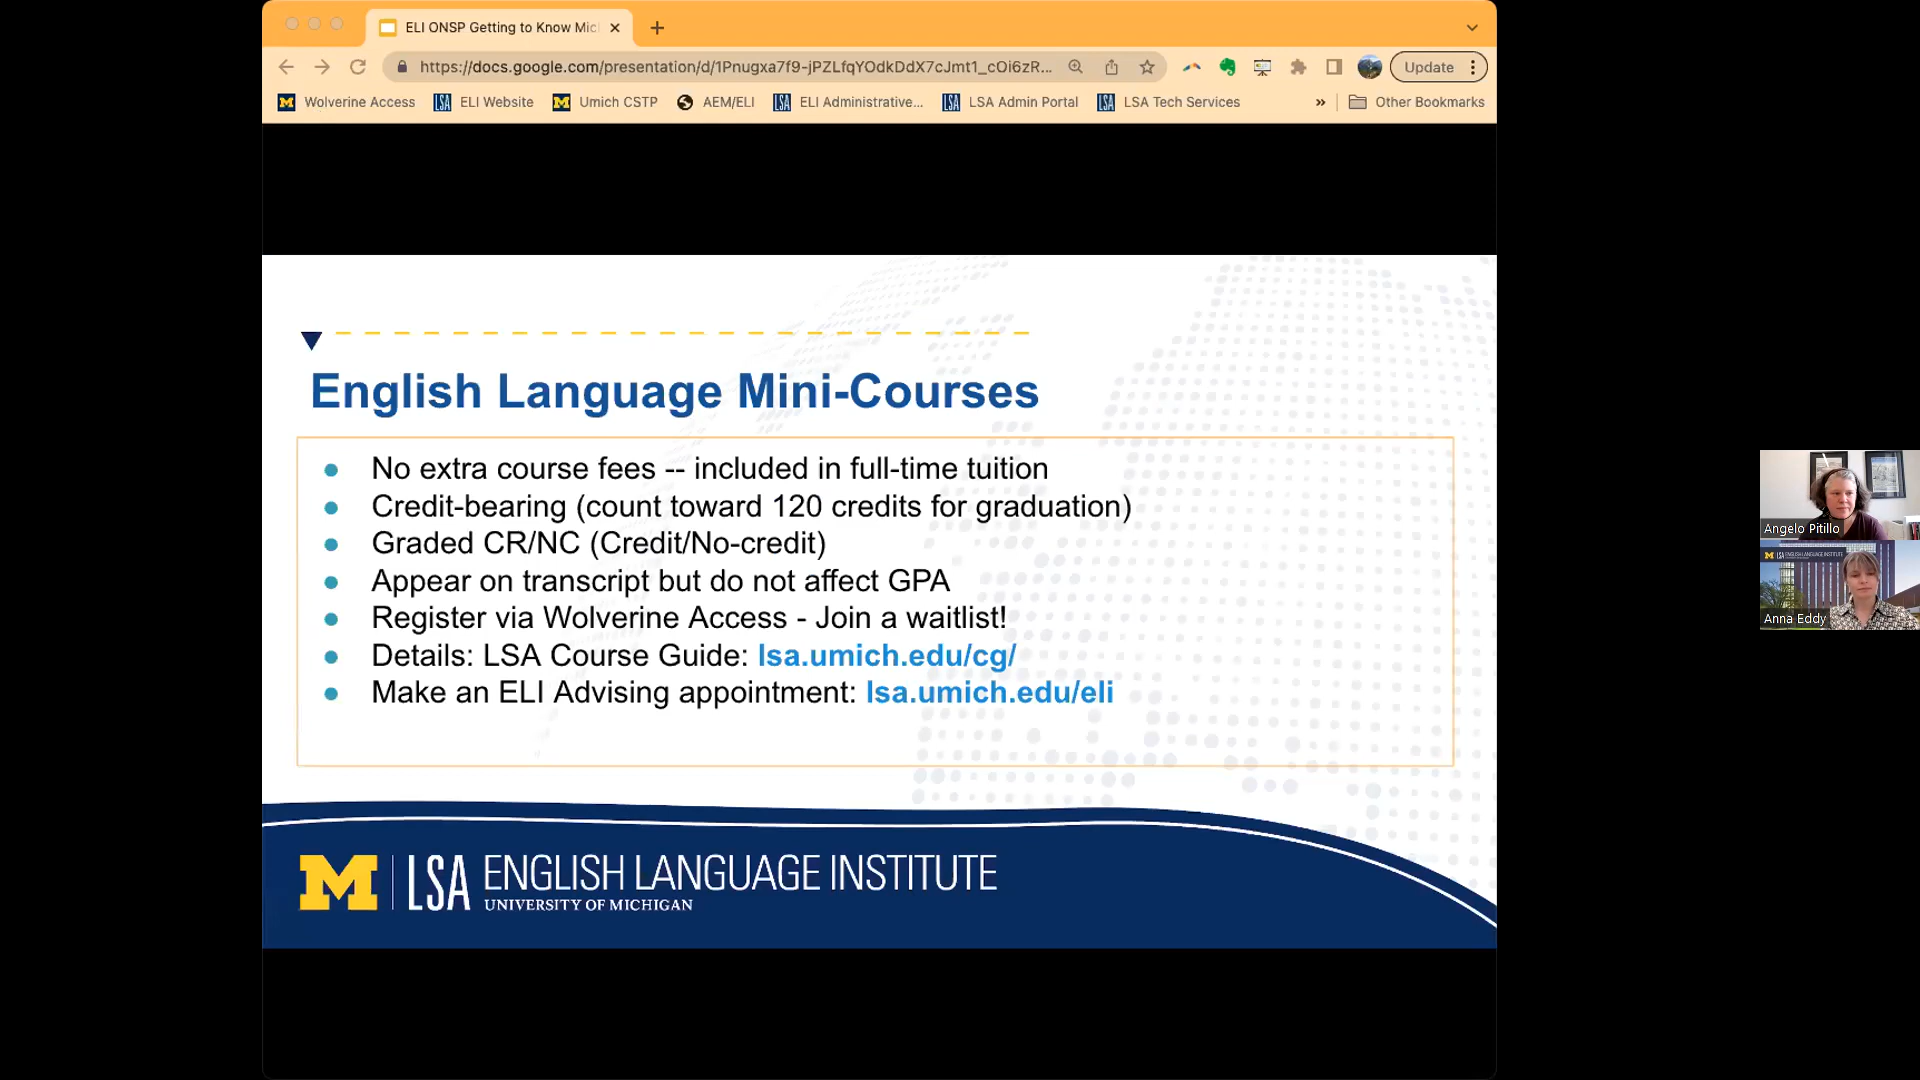 ELI ONSP Getting to Know Mic
https://docs.google.com/presentation/d/1Pnugxa7f9-jPZLfqYOdkDdX7cJmt1_cOi6zR...
Update
Wolverine Access
ELI Website
Umich CSTP
AEM/ELI
ELI Administrative...
LSA Admin Portal
LSA Tech Services
»
Other Bookmarks
English Language Mini-Courses
● No extra course fees -- included in full-time tuition
● Credit-bearing (count toward 120 credits for graduation)
● Graded CR/NC (Credit/No-credit)
● Appear on transcript but do not affect GPA
● Register via Wolverine Access - Join a waitlist!
● Details: LSA Course Guide: lsa.umich.edu/cg/
● Make an ELI Advising appointment: lsa.umich.edu/eli
M LSA ENGLISH LANGUAGE INSTITUTE
UNIVERSITY OF MICHIGAN
Angelo Pitillo
M LSA ENGLISH LANGUAGE INSTITUTE
Anna Eddy